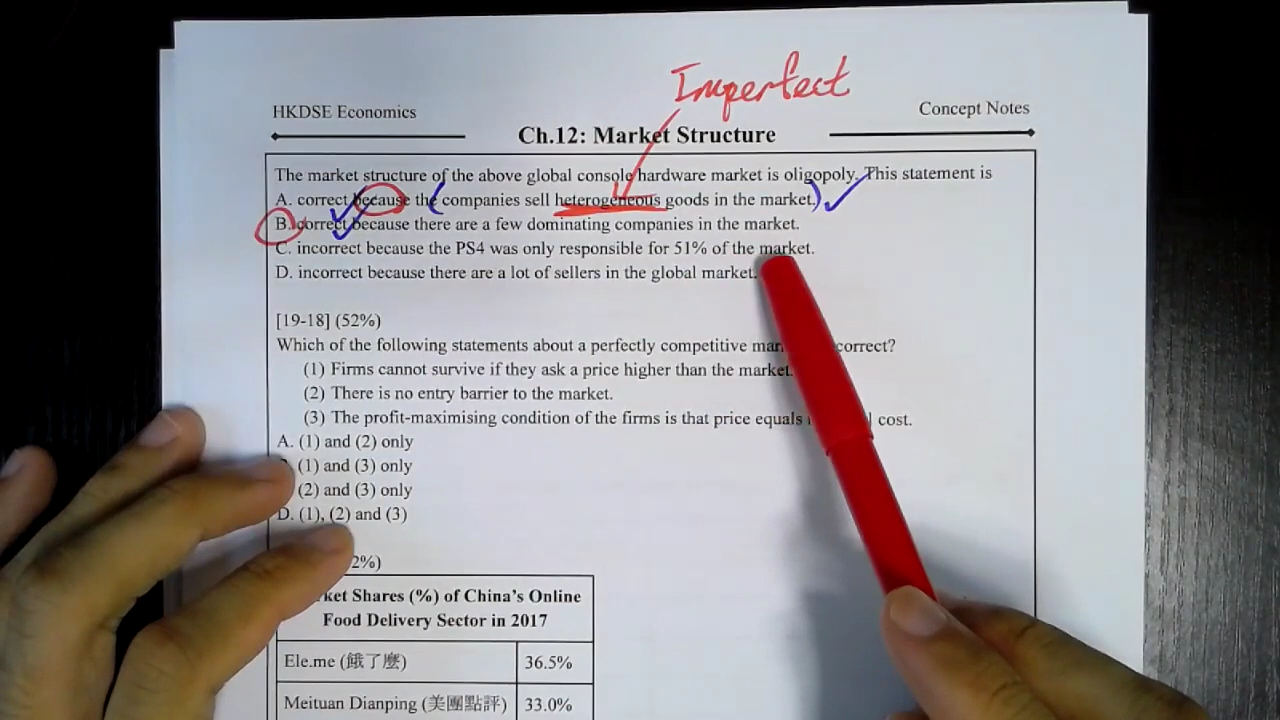 Imperfect
HKDSE Economics
Concept Notes
Ch.12: Market Structure
The market structure of the above global console hardware market is oligopoly. This statement is
A. correct because the companies sell heterogeneous goods in the market.
B. correct because there are a few dominating companies in the market.
C. incorrect because the PS4 was only responsible for 51% of the market.
D. incorrect because there are a lot of sellers in the global market.
[19-18] (52%)
Which of the following statements about a perfectly competitive correct?
(1) Firms cannot survive if they ask a price higher than the market.
(2) There is no entry barrier to the market.
(3) The profit-maximising condition of the firms is that price equals cost.
A. (1) and (2) only
(1) and (3) only
(2) and (3) only
D. (1), (2) and (3)
Shares (%) of China's Online
Food Delivery Sector in 2017
Ele.me (餓了麼) 36.5%
Meituan Dianping (美團點評) 33.0%